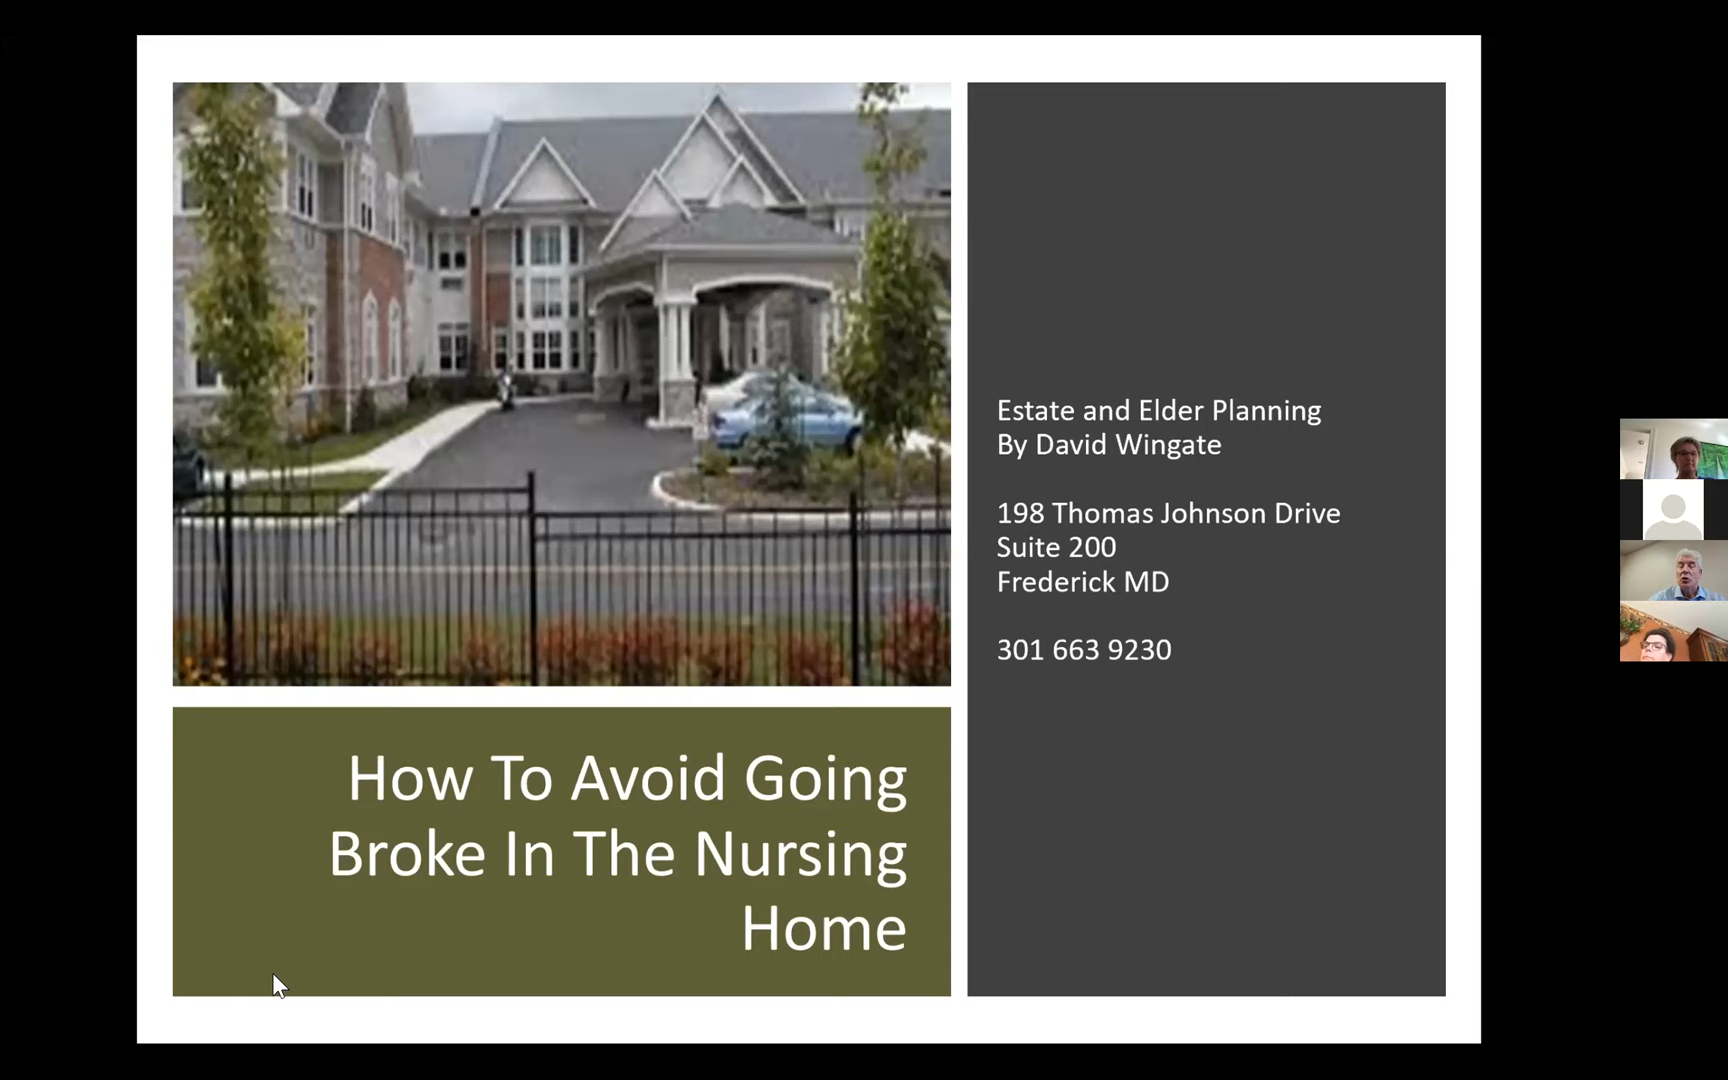 How To Avoid Going
Broke In The Nursing
Home
Estate and Elder Planning
By David Wingate
198 Thomas Johnson Drive
Suite 200
Frederick MD
301 663 9230